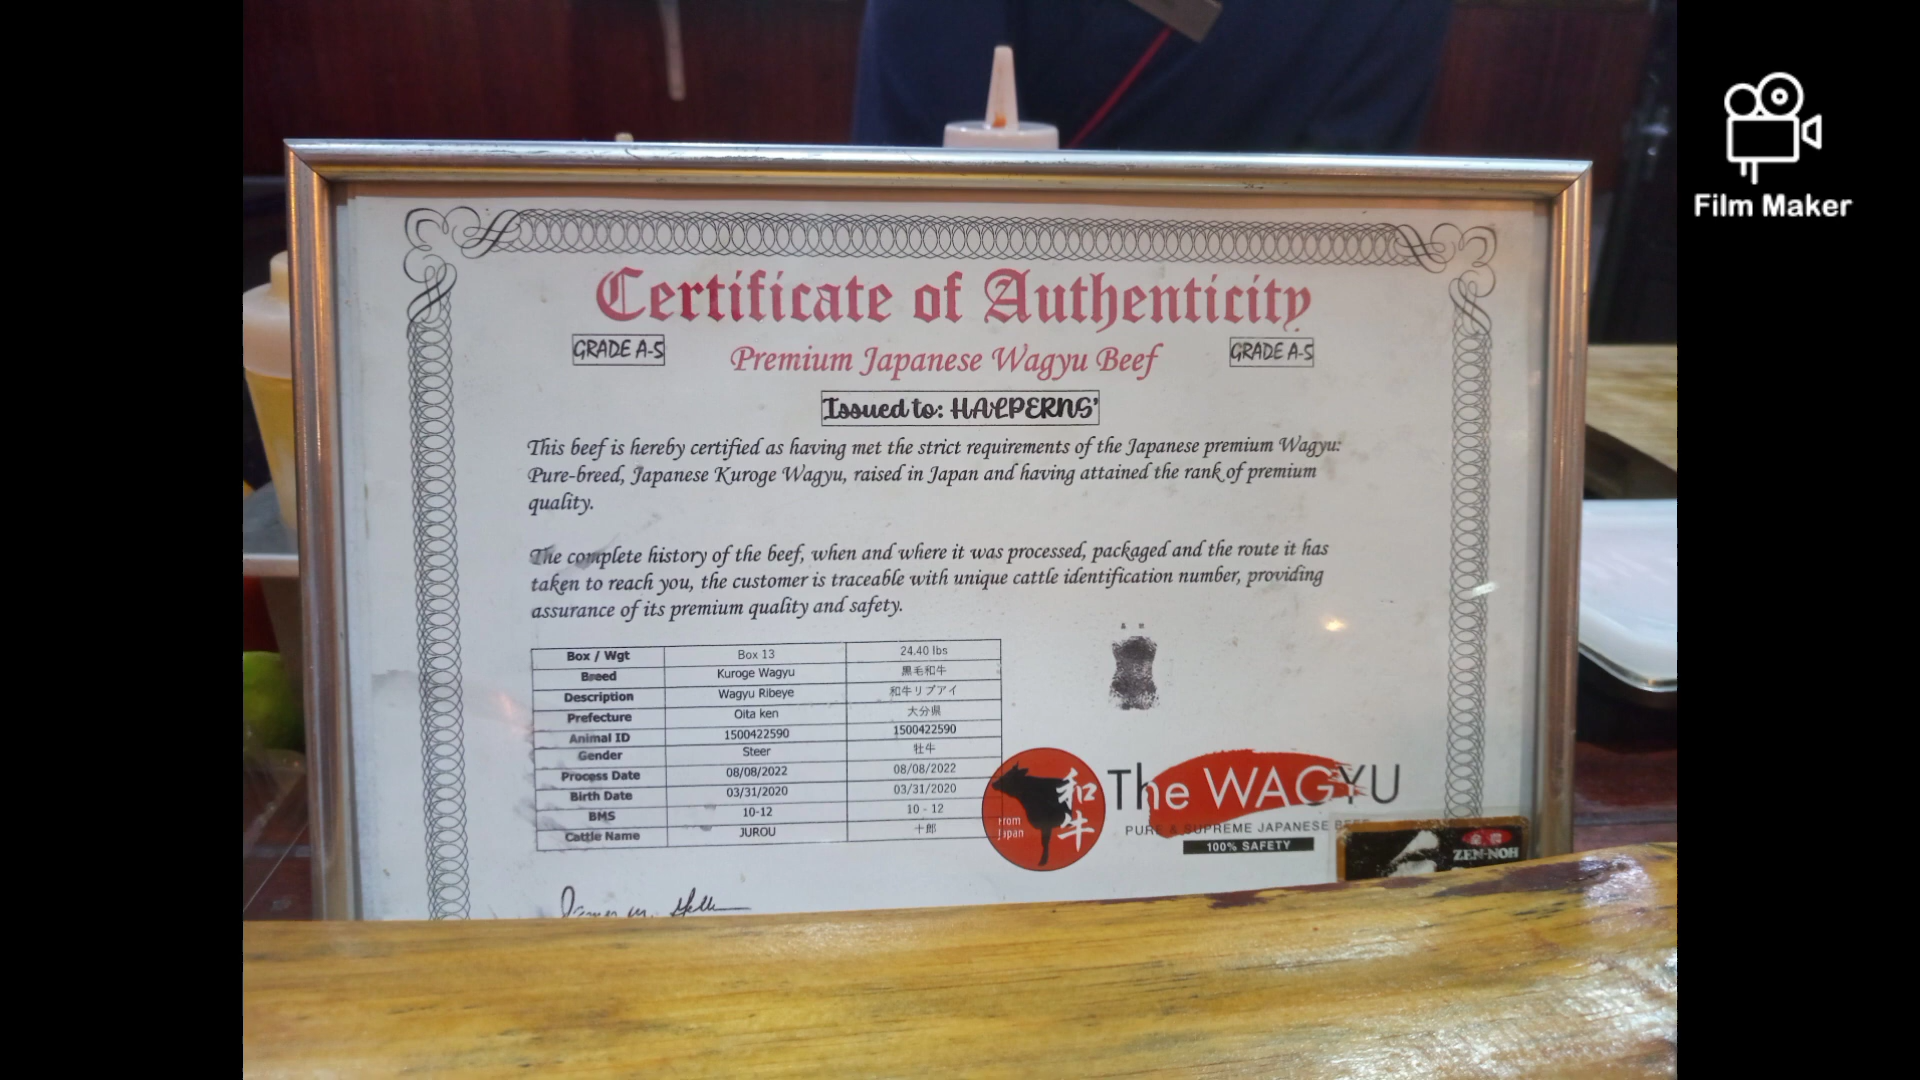 Film Maker
Certificate of Authenticity
GRADE A-5
GRADE A-5
Premium Japanese Wagyu Beef
Issued to: HALPERNS'
This beef is hereby certified as having met the strict requirements of the Japanese premium Wagyu:
Pure-breed, Japanese Kuroge Wagyu, raised in Japan and having attained the rank of premium
quality.
The complete history of the beef, when and where it was processed, packaged and the route it has
taken to reach you, the customer is traceable with unique cattle identification number, providing
assurance of its premium quality and safety.
Box / Wgt Box 13 24.40 lbs
Breed Kuroge Wagyu 黒毛和牛
Description Wagyu Ribeye 和牛リブアイ
Prefecture Oita ken 大分県
Animal ID 1500422590 1500422590
Gender Steer 牡牛
Process Date 08/08/2022 08/08/2022
Birth Date 03/31/2020 03/31/2020
BMS 10-12 10 - 12
Cattle Name JUROU 十郎
和牛
from
Japan
The WAGYU
PURE & SUPREME JAPANESE BEEF
100% SAFETY
ZEN-NOH